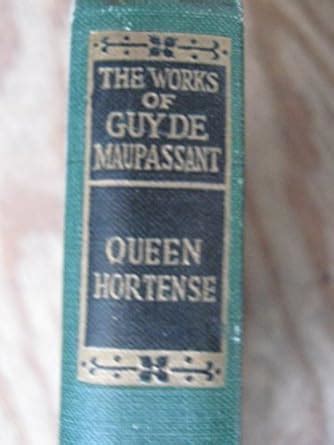 THE WORKS
OF
GUY DE
MAUPASSANT
QUEEN
HORTENSE